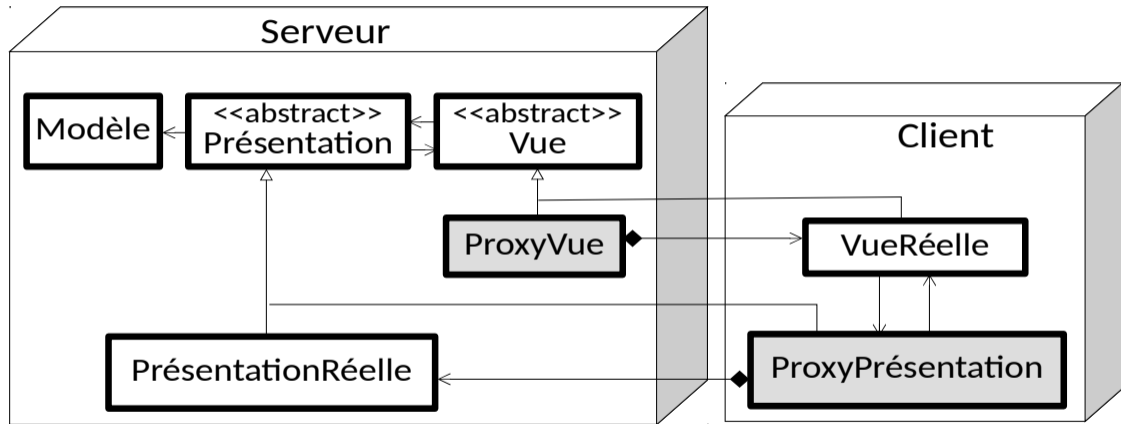 Serveur
Modèle
<<abstract>>
Présentation
<<abstract>>
Vue
ProxyVue
PrésentationRéelle
Client
VueRéelle
ProxyPrésentation